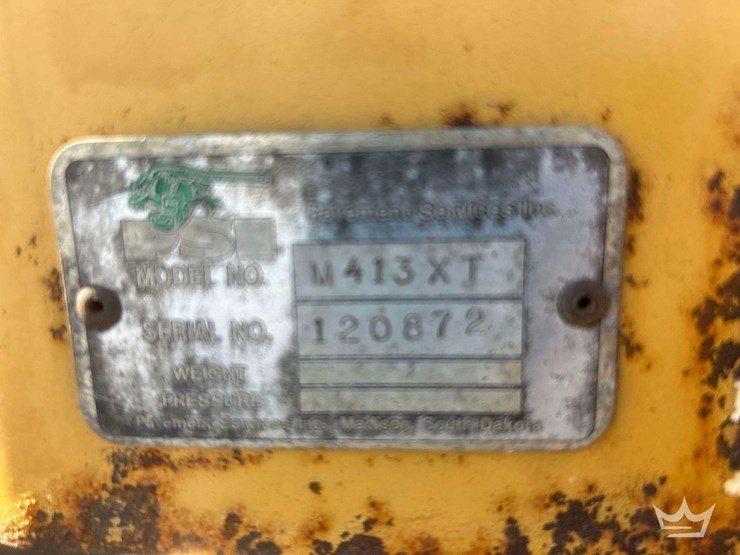 PSI
Pavement Services Inc.
MODEL NO. M413XT
SERIAL NO. 120872
WEIGHT
PRESSURE
Pavement Services Inc. Madison, South Dakota